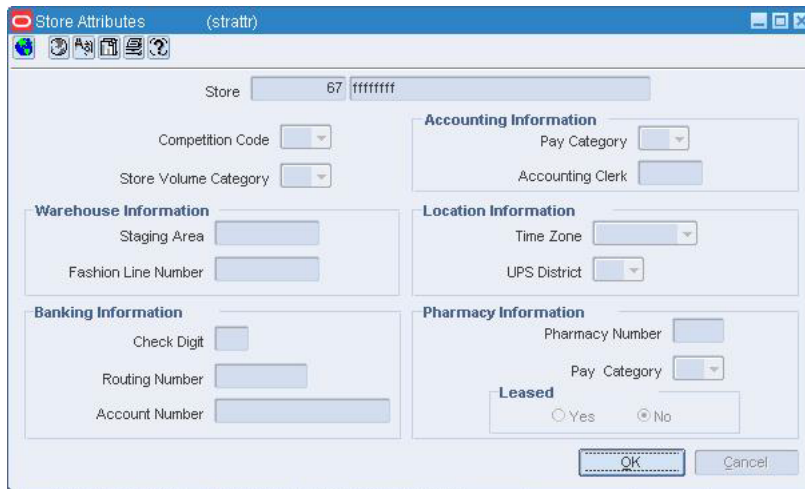 Store Attributes (strattr)
Store 67 ffffffff
Competition Code
Store Volume Category
Accounting Information
Pay Category
Accounting Clerk
Warehouse Information
Staging Area
Fashion Line Number
Location Information
Time Zone
UPS District
Banking Information
Check Digit
Routing Number
Account Number
Pharmacy Information
Pharmacy Number
Pay Category
Leased
Yes No
OK Cancel